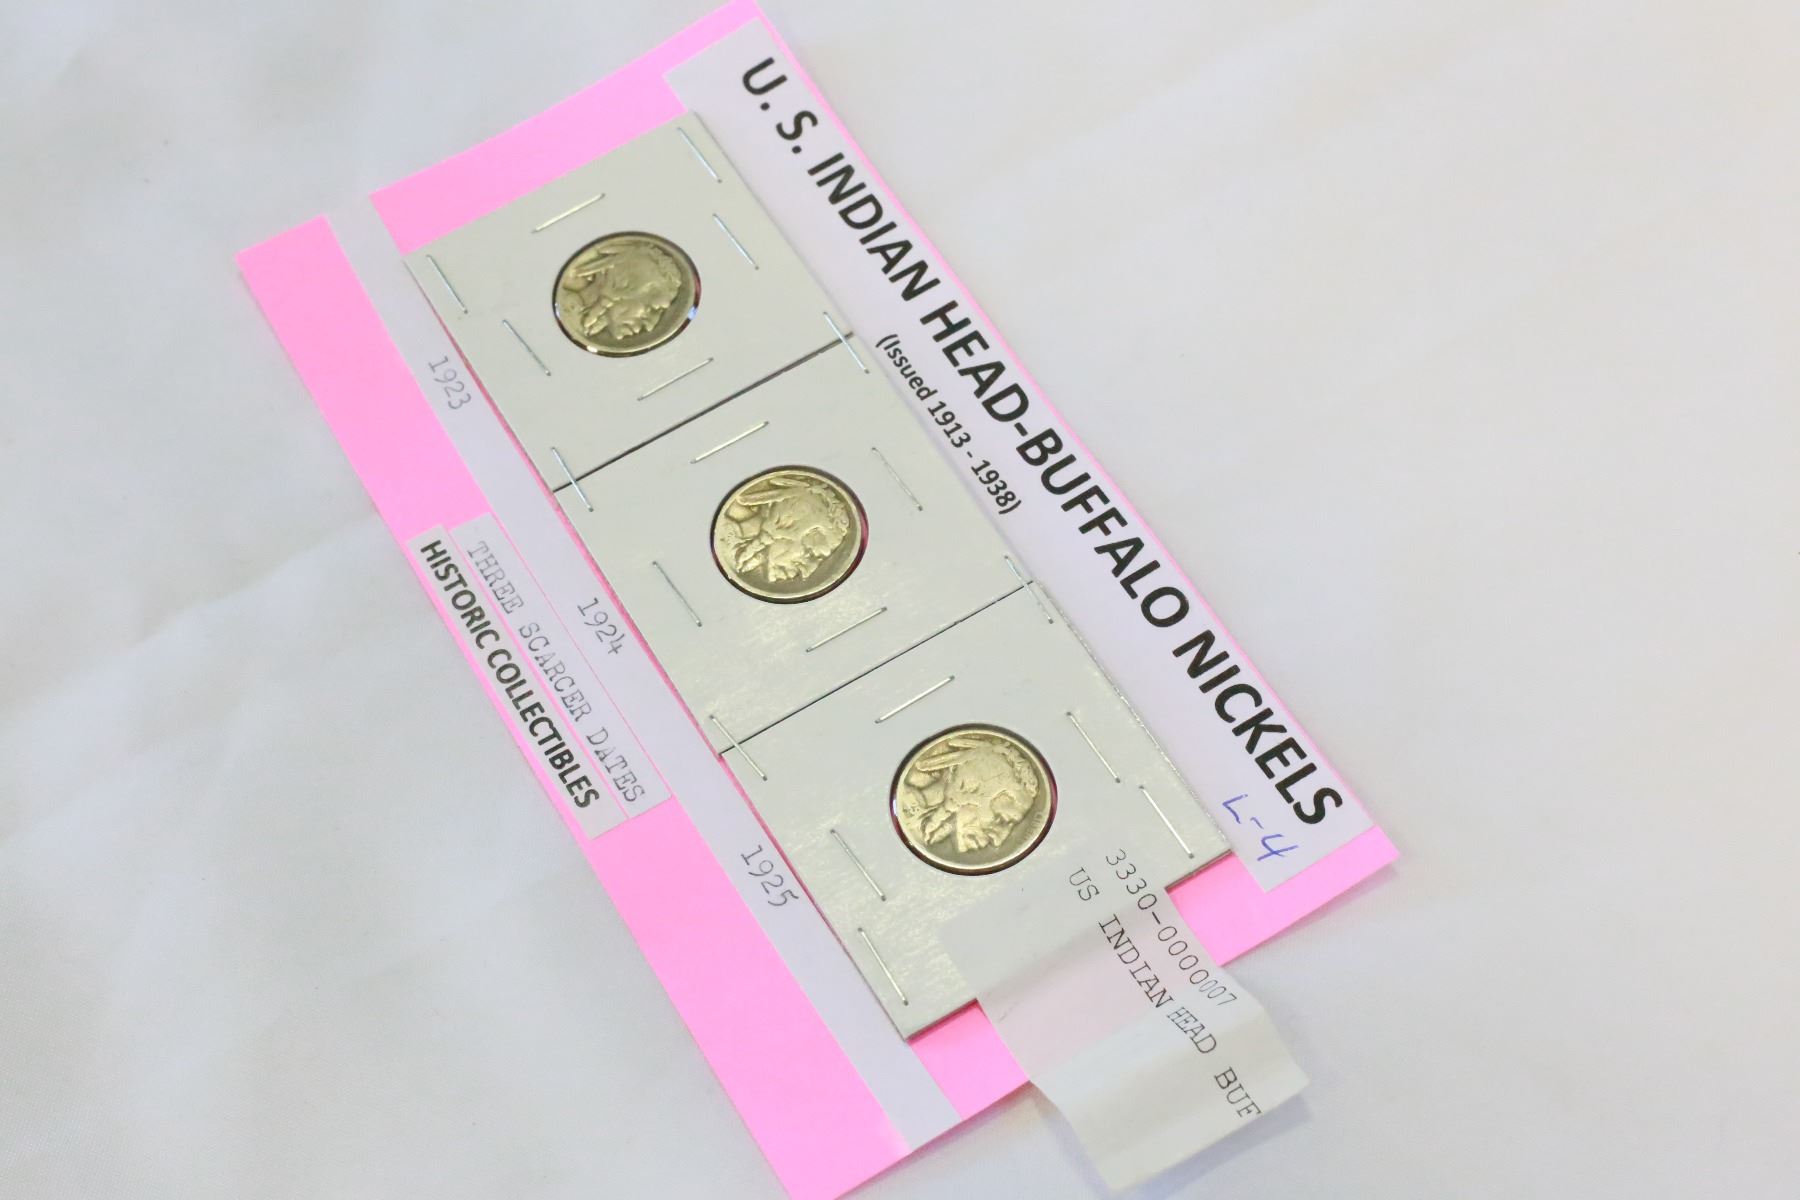 U. S. INDIAN HEAD-BUFFALO NICKELS
(Issued 1913 - 1938)
L-4
1923
1924
1925
THREE SCARCER DATES
HISTORIC COLLECTIBLES
3330-0000007
US INDIAN HEAD BUF